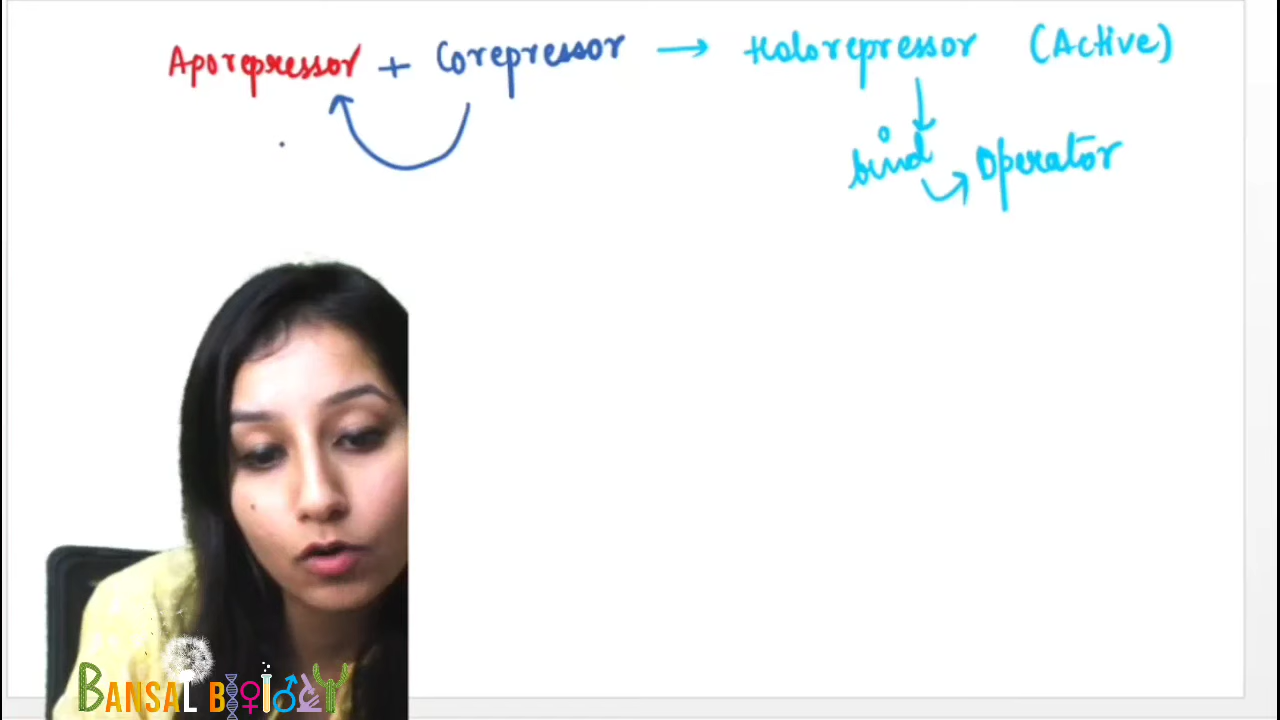 Aporepressor + Corepressor → Holorepressor (Active)
bind Operator
BANSAL BIOLOGY